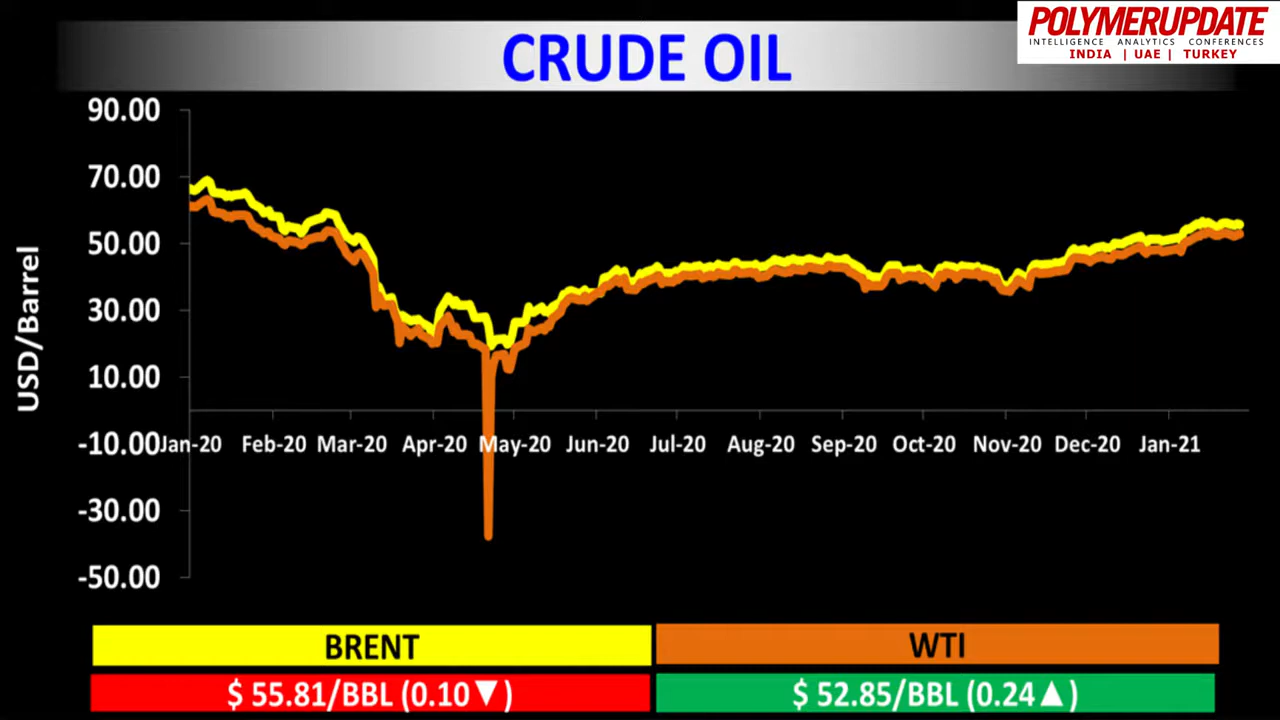 POLYMERUPDATE
INTELLIGENCE ANALYTICS CONFERENCES
INDIA | UAE | TURKEY
CRUDE OIL
USD/Barrel
90.00
70.00
50.00
30.00
10.00
-10.00
-30.00
-50.00
Jan-20 Feb-20 Mar-20 Apr-20 May-20 Jun-20 Jul-20 Aug-20 Sep-20 Oct-20 Nov-20 Dec-20 Jan-21
BRENT WTI
$ 55.81/BBL (0.10▼) $ 52.85/BBL (0.24▲)